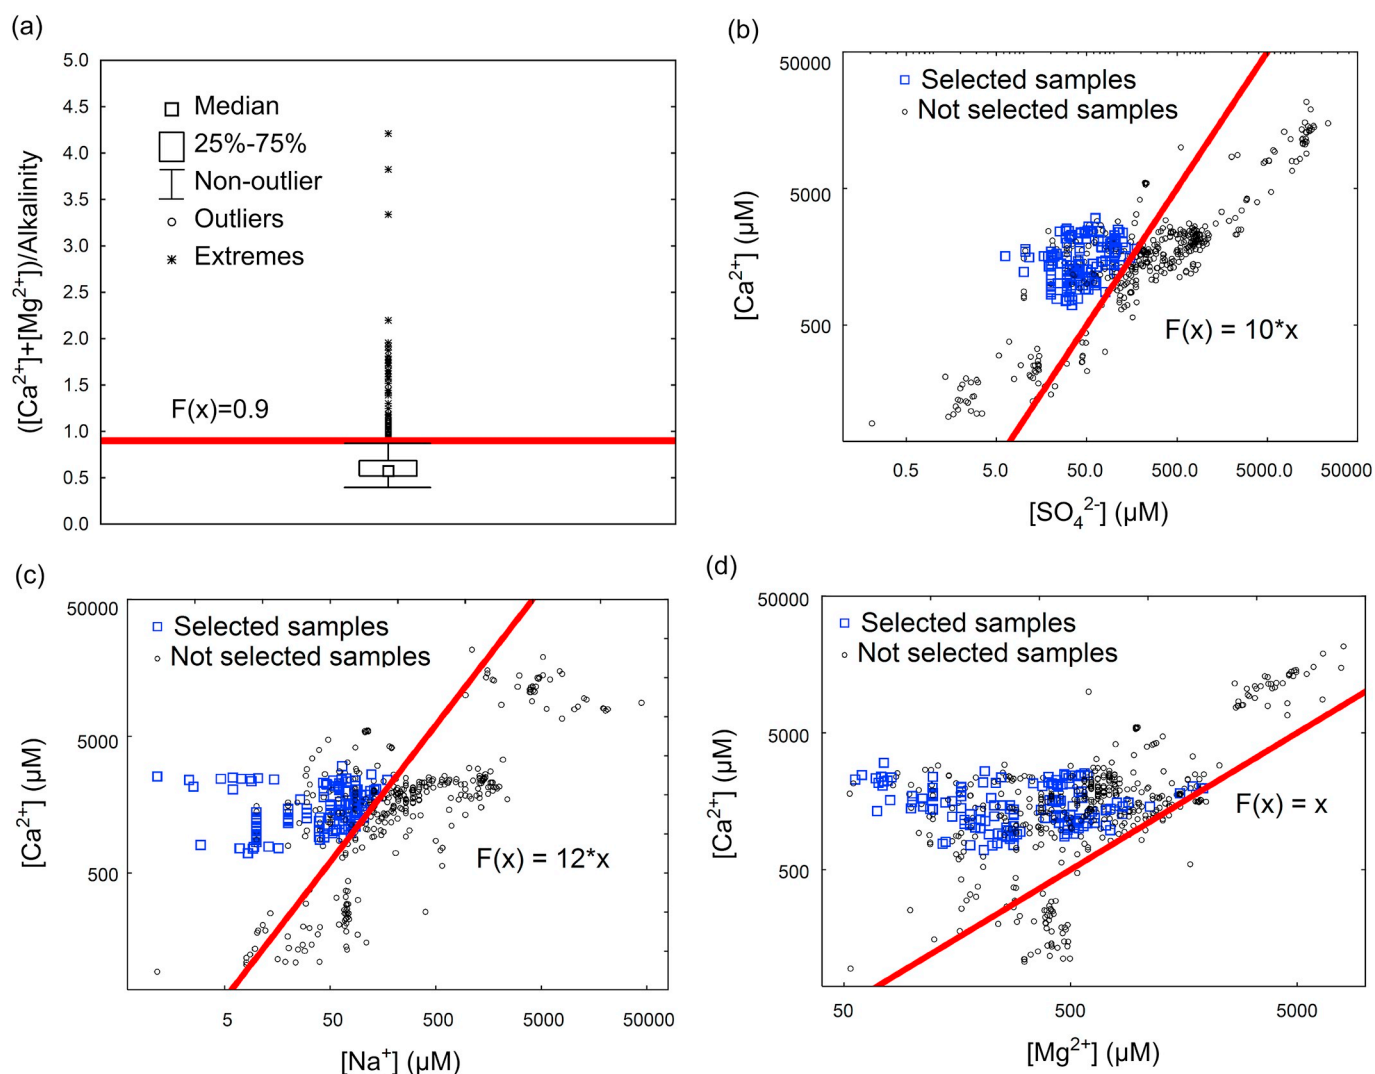 (a)
([Ca²⁺]+[Mg²⁺])/Alkalinity
5.0
4.5
4.0
3.5
3.0
2.5
2.0
1.5
1.0
0.5
0.0
Median
25%-75%
Non-outlier
Outliers
Extremes
F(x)=0.9
(b)
[Ca²⁺] (µM)
50000
5000
500
Selected samples
Not selected samples
F(x) = 10*x
0.5 5.0 50.0 500.0 5000.0 50000
[SO₄²⁻] (µM)
(c)
[Ca²⁺] (µM)
50000
5000
500
Selected samples
Not selected samples
F(x) = 12*x
5 50 500 5000 50000
[Na⁺] (µM)
(d)
[Ca²⁺] (µM)
50000
5000
500
Selected samples
Not selected samples
F(x) = x
50 500 5000
[Mg²⁺] (µM)